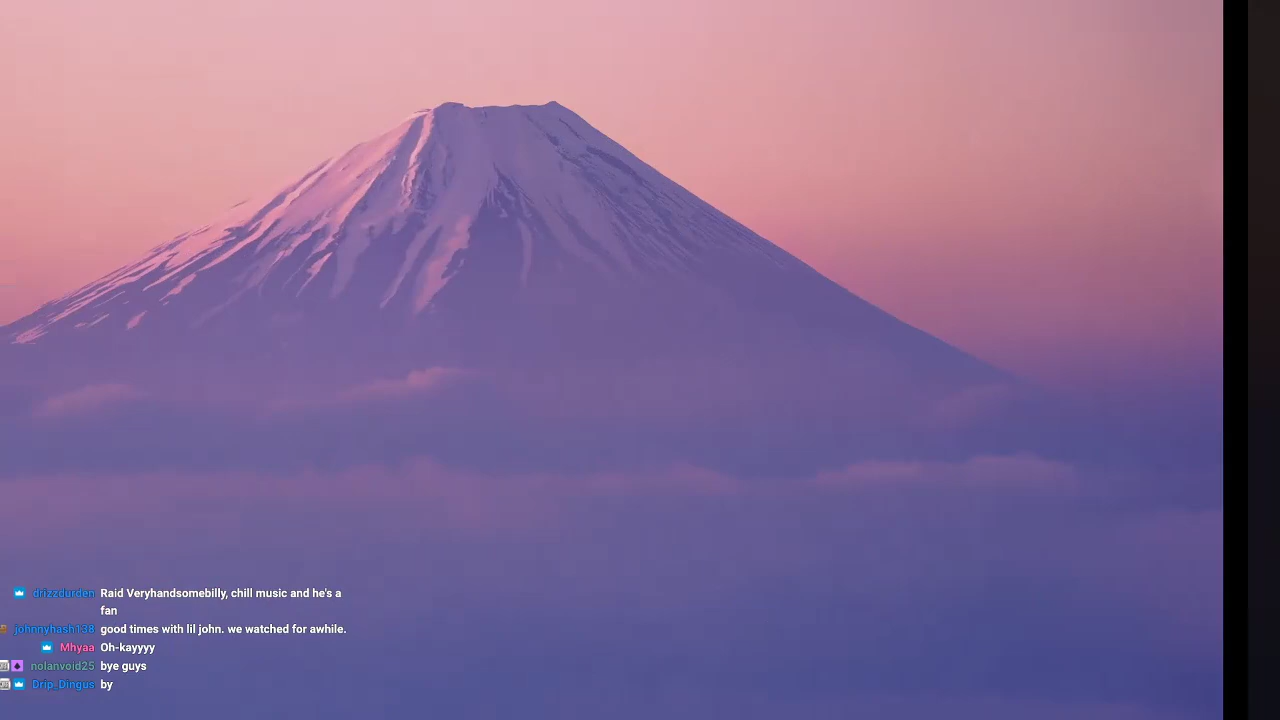 drizzdurden Raid Veryhandsomebilly, chill music and he's a
fan
johnnyhash138 good times with lil john. we watched for awhile.
Mhyaa Oh-kayyyy
nolanvoid25 bye guys
Drip_Dingus by